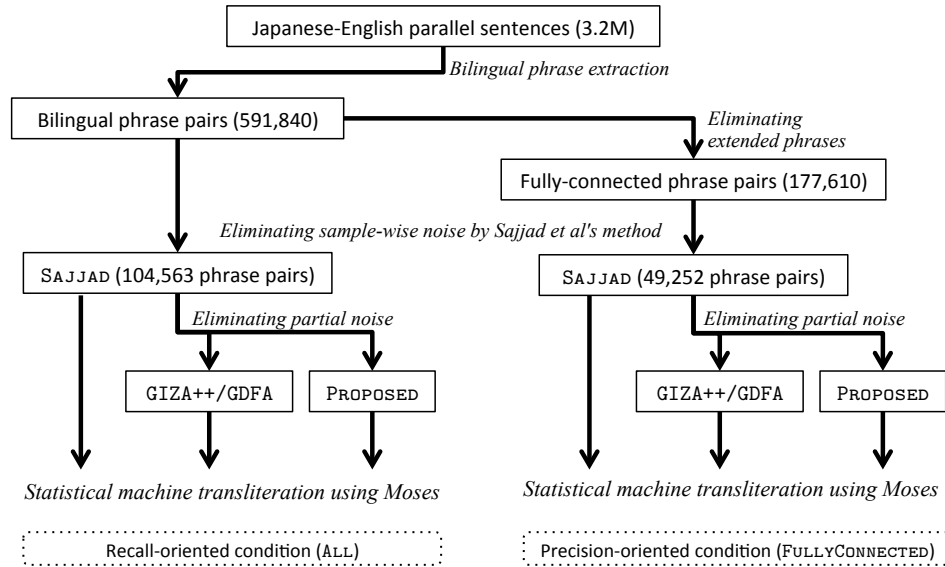 Japanese-English parallel sentences (3.2M)
Bilingual phrase extraction
Bilingual phrase pairs (591,840)
Eliminating
extended phrases
Fully-connected phrase pairs (177,610)
Eliminating sample-wise noise by Sajjad et al's method
SAJJAD (104,563 phrase pairs)
SAJJAD (49,252 phrase pairs)
Eliminating partial noise
Eliminating partial noise
GIZA++/GDFA
PROPOSED
GIZA++/GDFA
PROPOSED
Statistical machine transliteration using Moses
Statistical machine transliteration using Moses
Recall-oriented condition (ALL)
Precision-oriented condition (FULLYCONNECTED)